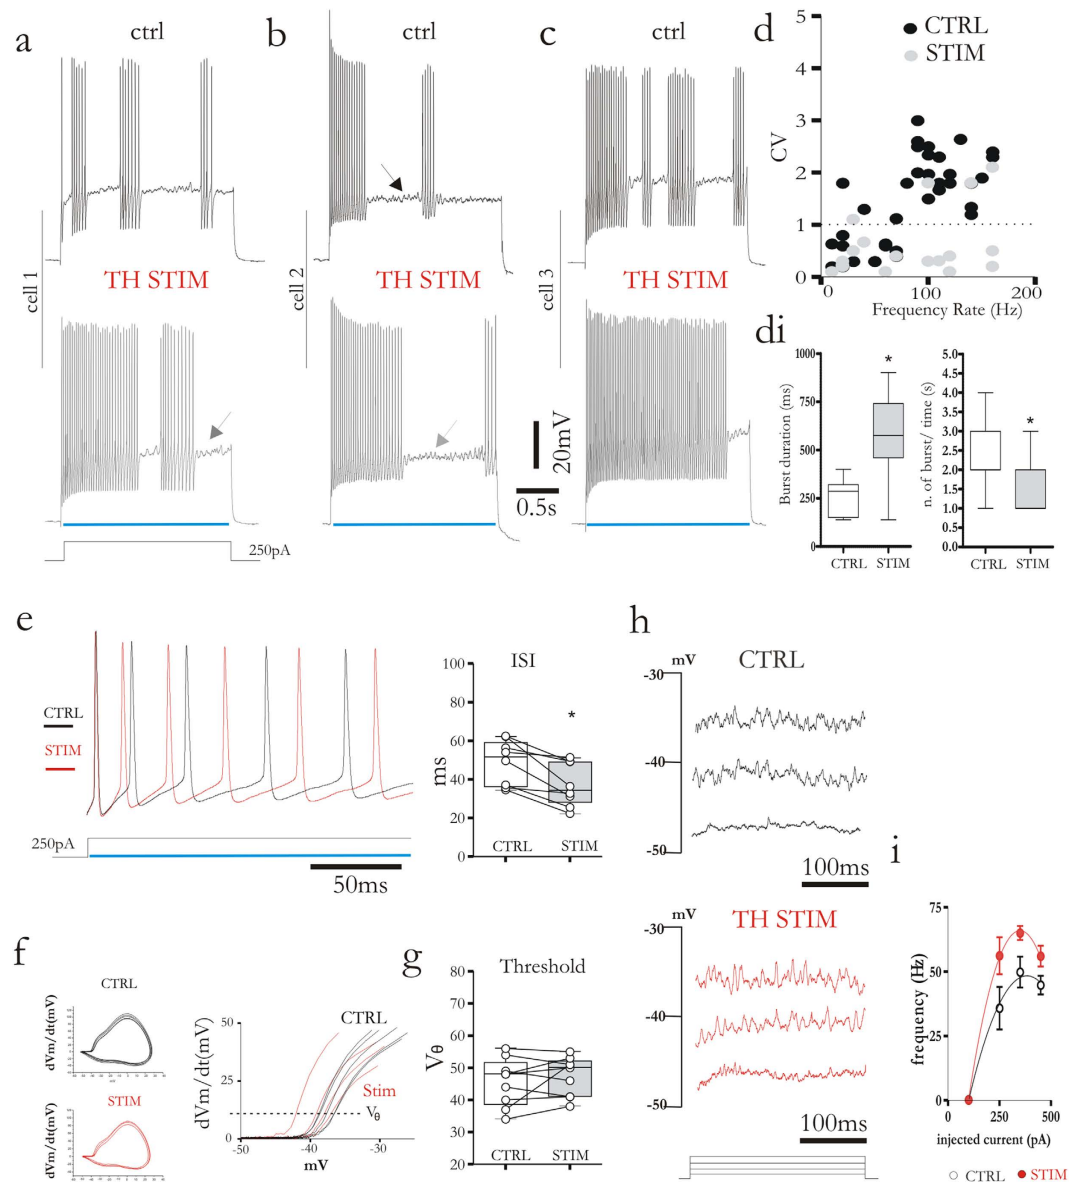 a
ctrl
b
ctrl
c
ctrl
d
CTRL
STIM
CV
5
4
3
2
1
0
0
100
200
Frequency Rate (Hz)
cell 1
TH STIM
cell 2
TH STIM
cell 3
TH STIM
20mV
0.5s
250pA
di
Burst duration (ms)
1000
750
500
250
0
*
CTRL
STIM
n. of burst/ time (s)
5.0
4.5
4.0
3.5
3.0
2.5
2.0
1.5
1.0
0.5
0.0
*
CTRL
STIM
e
CTRL
STIM
250pA
50ms
ISI
ms
100
80
60
40
20
0
*
CTRL
STIM
f
CTRL
dVm/dt(mV)
STIM
dVm/dt(mV)
dVm/dt(mV)
50
25
0
CTRL
Stim
Vθ
-50
-40
-30
mV
g
Threshold
Vθ
80
70
60
50
40
30
20
CTRL
STIM
h
mV
CTRL
-30
-40
-50
100ms
mV
TH STIM
-30
-40
-50
100ms
i
frequency (Hz)
75
50
25
0
0
250
500
injected current (pA)
CTRL
STIM